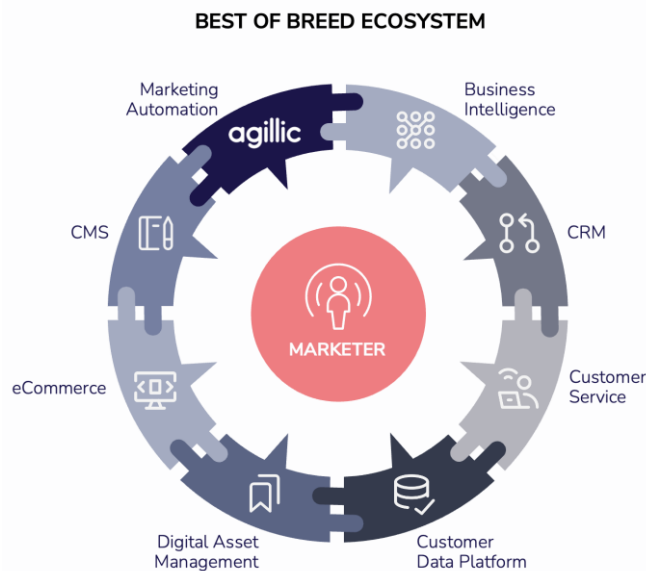 BEST OF BREED ECOSYSTEM
Marketing
Automation
agillic
Business
Intelligence
CMS
CRM
MARKETER
eCommerce
Customer
Service
Digital Asset
Management
Customer
Data Platform